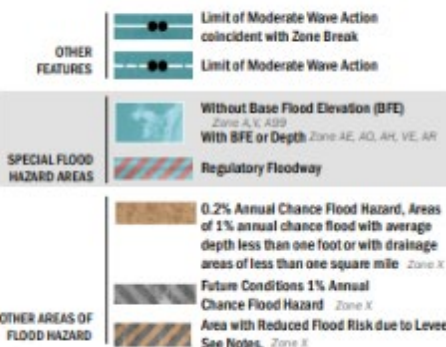 OTHER
FEATURES
Limit of Moderate Wave Action
coincident with Zone Break
Limit of Moderate Wave Action
SPECIAL FLOOD
HAZARD AREAS
Without Base Flood Elevation (BFE)
Zone A,V, A99
With BFE or Depth Zone AE, AO, AH, VE, AR
Regulatory Floodway
OTHER AREAS OF
FLOOD HAZARD
0.2% Annual Chance Flood Hazard, Areas
of 1% annual chance flood with average
depth less than one foot or with drainage
areas of less than one square mile Zone X
Future Conditions 1% Annual
Chance Flood Hazard Zone X
Area with Reduced Flood Risk due to Levee
See Notes. Zone X